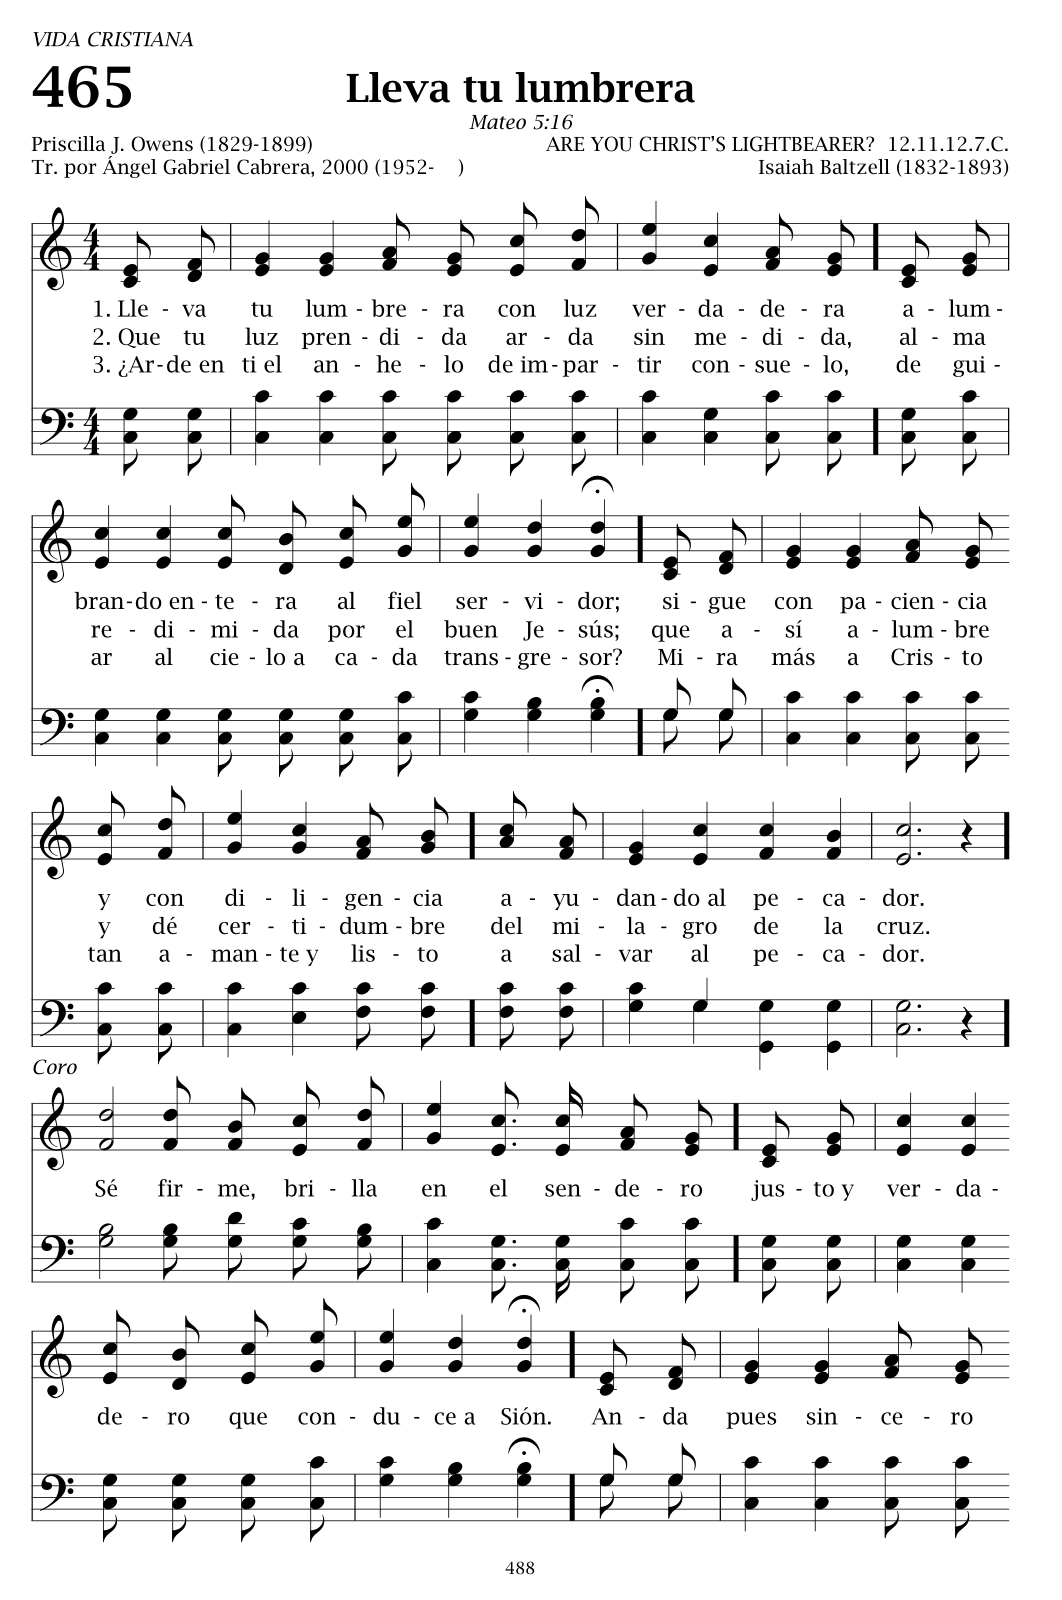 VIDA CRISTIANA
465
Lleva tu lumbrera
Mateo 5:16
Priscilla J. Owens (1829-1899)
ARE YOU CHRIST'S LIGHTBEARER? 12.11.12.7.C.
Tr. por Ángel Gabriel Cabrera, 2000 (1952- )
Isaiah Baltzell (1832-1893)
4
4
1. Lle - va tu lum - bre - ra con luz ver - da - de - ra a - lum -
2. Que tu luz pren - di - da ar - da sin me - di - da, al - ma
3. ¿Ar - de en ti el an - he - lo de im - par - tir con - sue - lo, de gui -
4
4
bran - do en - te - ra al fiel ser - vi - dor; si - gue con pa - cien - cia
re - di - mi - da por el buen Je - sús; que a - sí a - lum - bre
ar al cie - lo a ca - da trans - gre - sor? Mi - ra más a Cris - to
y con di - li - gen - cia a - yu - dan - do al pe - ca - dor.
y dé cer - ti - dum - bre del mi - la - gro de la cruz.
tan a - man - te y lis - to a sal - var al pe - ca - dor.
Coro
Sé fir - me, bri - lla en el sen - de - ro jus - to y ver - da -
de - ro que con - du - ce a Sión. An - da pues sin - ce - ro
488